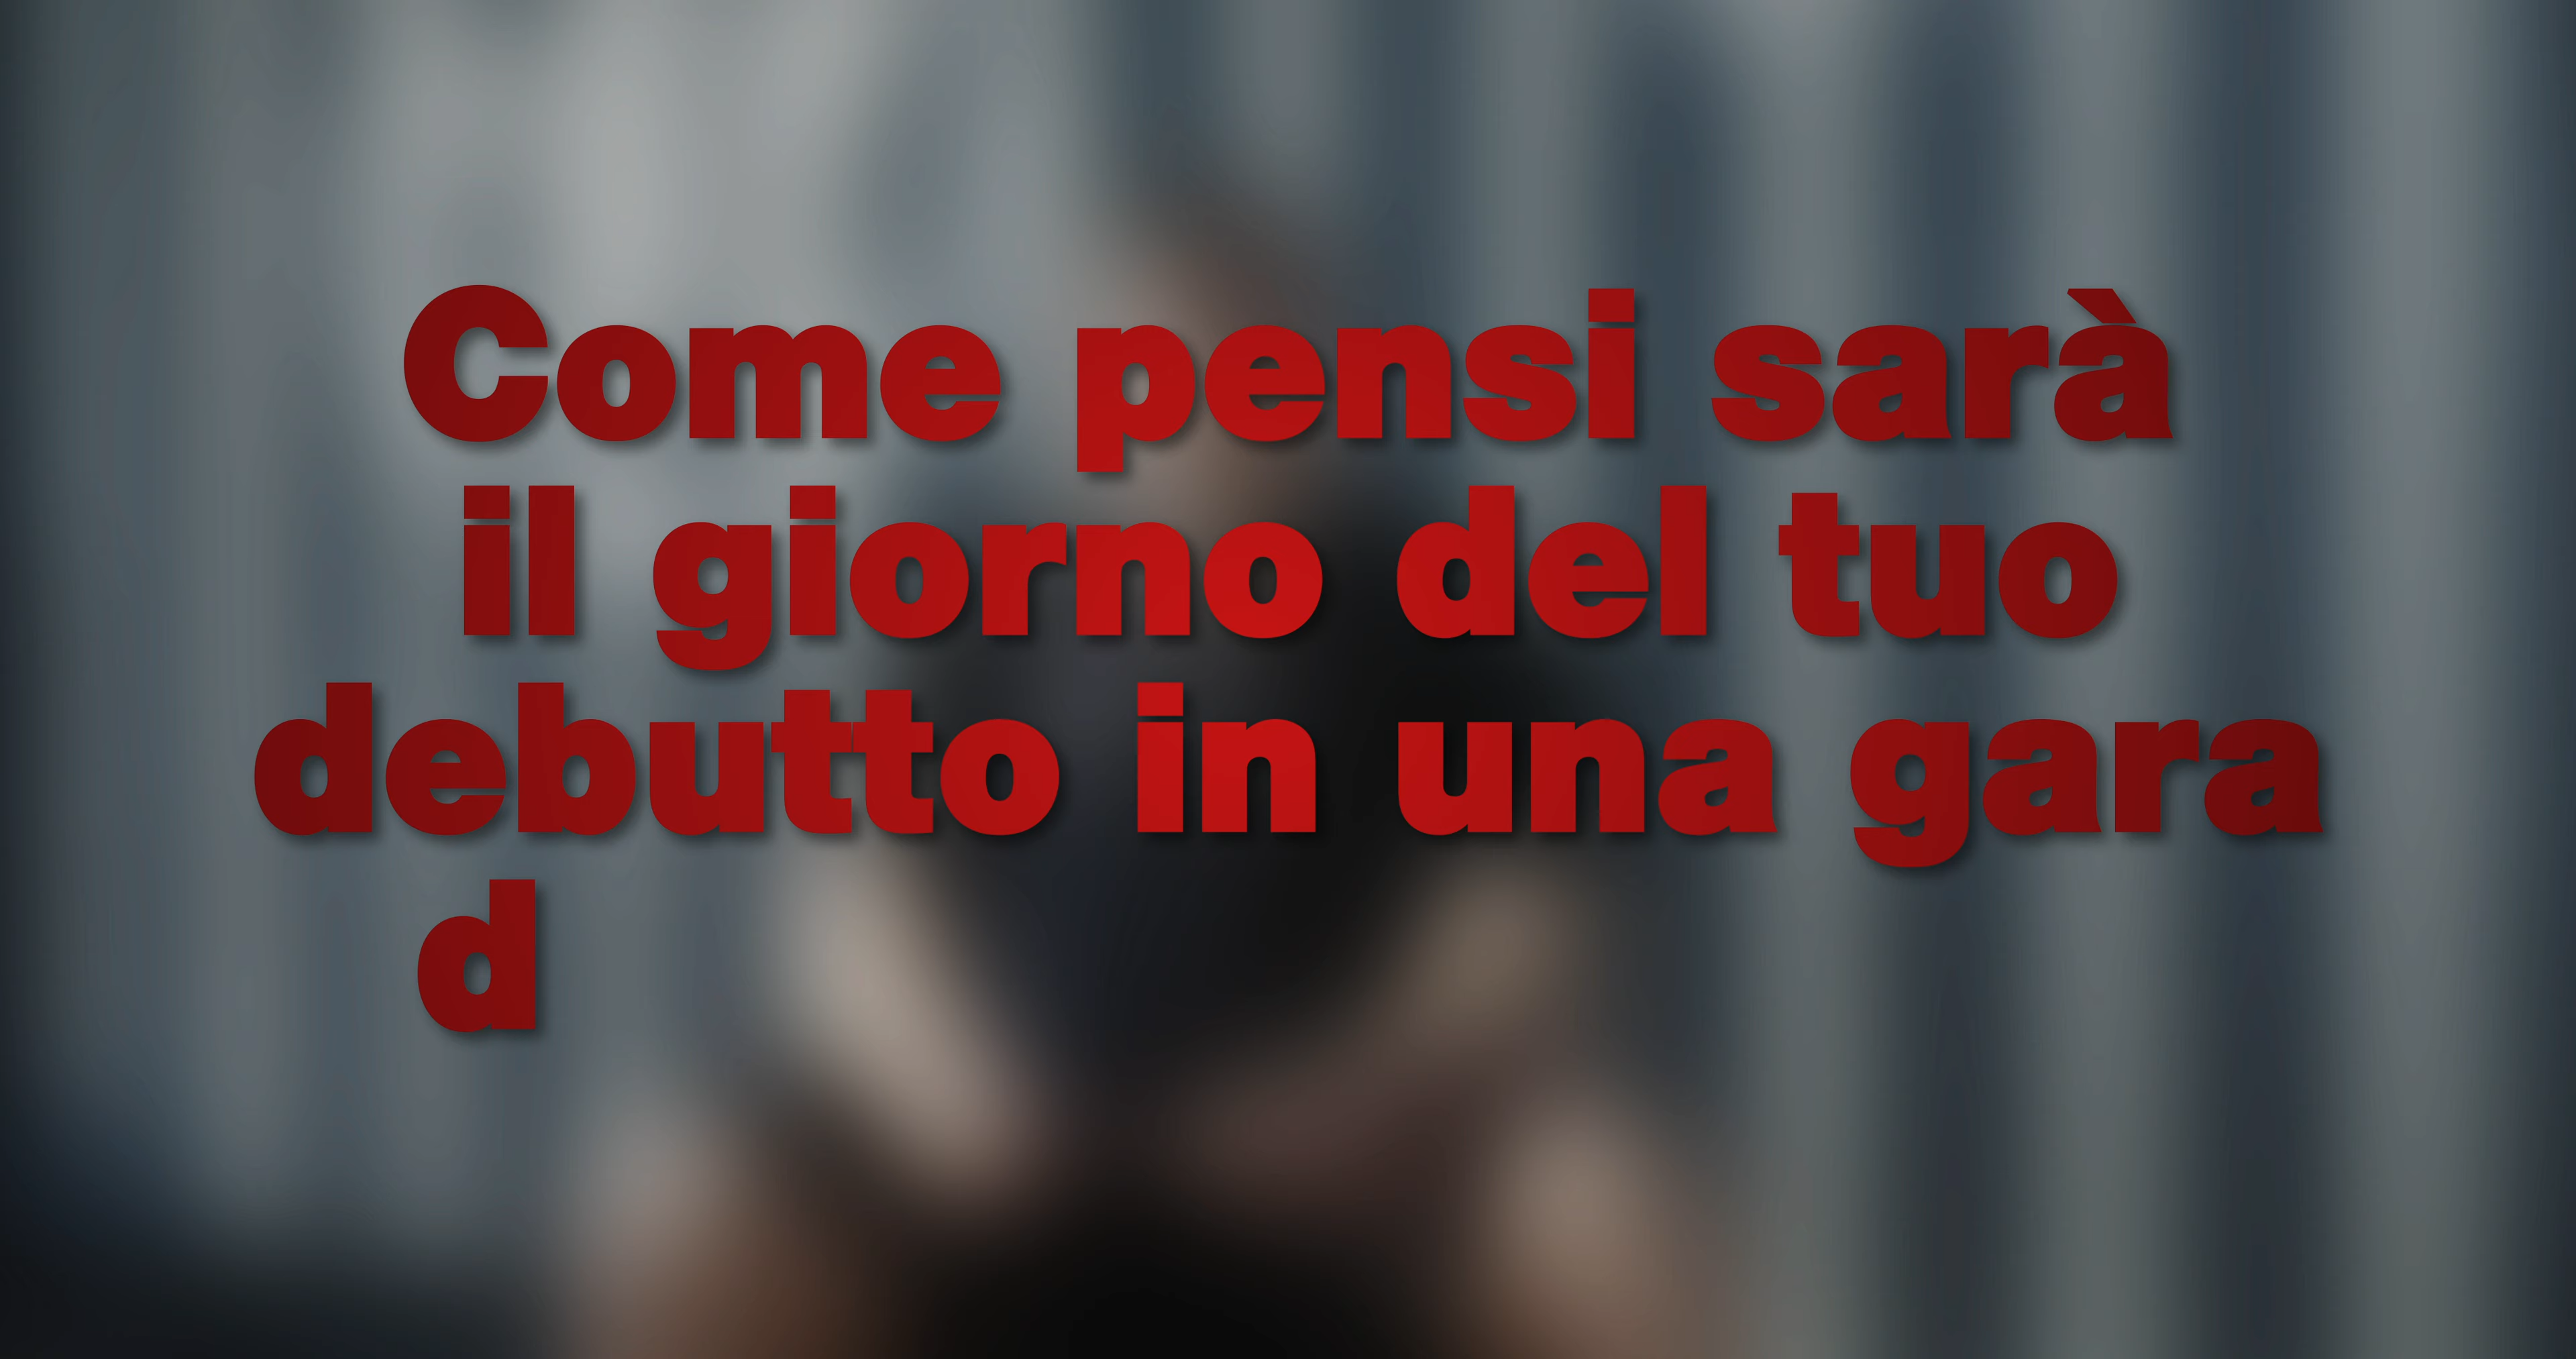 Come pensi sarà
il giorno del tuo
debutto in una gara
d